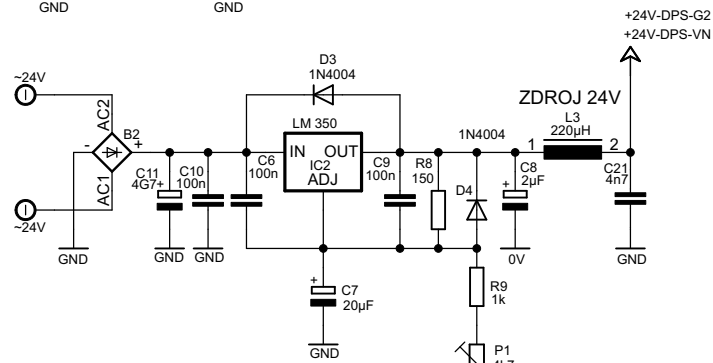 GND
GND
+24V-DPS-G2
+24V-DPS-VN
D3
1N4004
~24V
ZDROJ 24V
L3
220µH
AC2
B2
LM 350
1N4004
1
2
-
+
IN
OUT
IC2
ADJ
C11
4G7
+
C10
100n
C6
100n
C9
100n
R8
150
D4
+
C8
2µF
C21
4n7
AC1
~24V
GND
GND
GND
0V
GND
+
C7
20µF
R9
1k
GND
P1